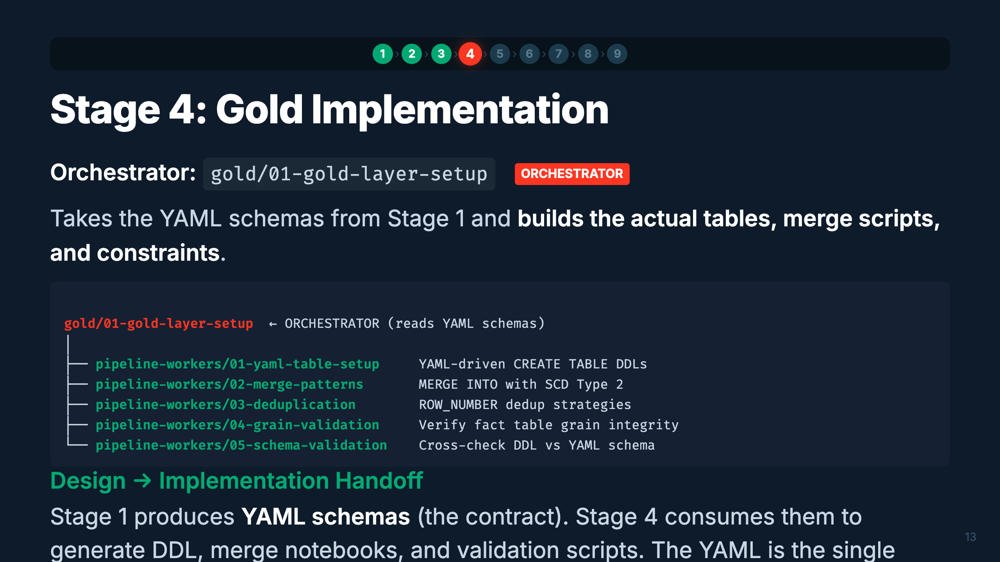 1 › 2 › 3 › 4 › 5 › 6 › 7 › 8 › 9
Stage 4: Gold Implementation
Orchestrator: gold/01-gold-layer-setup ORCHESTRATOR
Takes the YAML schemas from Stage 1 and builds the actual tables, merge scripts,
and constraints.
gold/01-gold-layer-setup ← ORCHESTRATOR (reads YAML schemas)
│
├── pipeline-workers/01-yaml-table-setup YAML-driven CREATE TABLE DDLs
├── pipeline-workers/02-merge-patterns MERGE INTO with SCD Type 2
├── pipeline-workers/03-deduplication ROW_NUMBER dedup strategies
├── pipeline-workers/04-grain-validation Verify fact table grain integrity
└── pipeline-workers/05-schema-validation Cross-check DDL vs YAML schema
Design → Implementation Handoff
Stage 1 produces YAML schemas (the contract). Stage 4 consumes them to
generate DDL, merge notebooks, and validation scripts. The YAML is the single
13